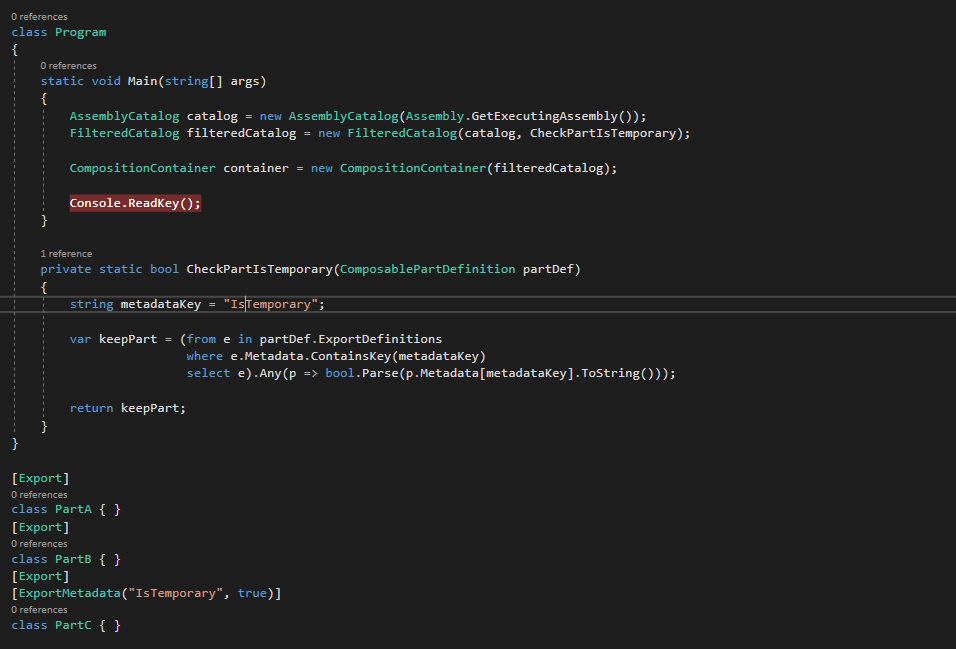 0 references
class Program
{
0 references
static void Main(string[] args)
{
AssemblyCatalog catalog = new AssemblyCatalog(Assembly.GetExecutingAssembly());
FilteredCatalog filteredCatalog = new FilteredCatalog(catalog, CheckPartIsTemporary);
CompositionContainer container = new CompositionContainer(filteredCatalog);
Console.ReadKey();
}
1 reference
private static bool CheckPartIsTemporary(ComposablePartDefinition partDef)
{
string metadataKey = "IsTemporary";
var keepPart = (from e in partDef.ExportDefinitions
where e.Metadata.ContainsKey(metadataKey)
select e).Any(p => bool.Parse(p.Metadata[metadataKey].ToString()));
return keepPart;
}
}
[Export]
0 references
class PartA { }
[Export]
0 references
class PartB { }
[Export]
[ExportMetadata("IsTemporary", true)]
0 references
class PartC { }